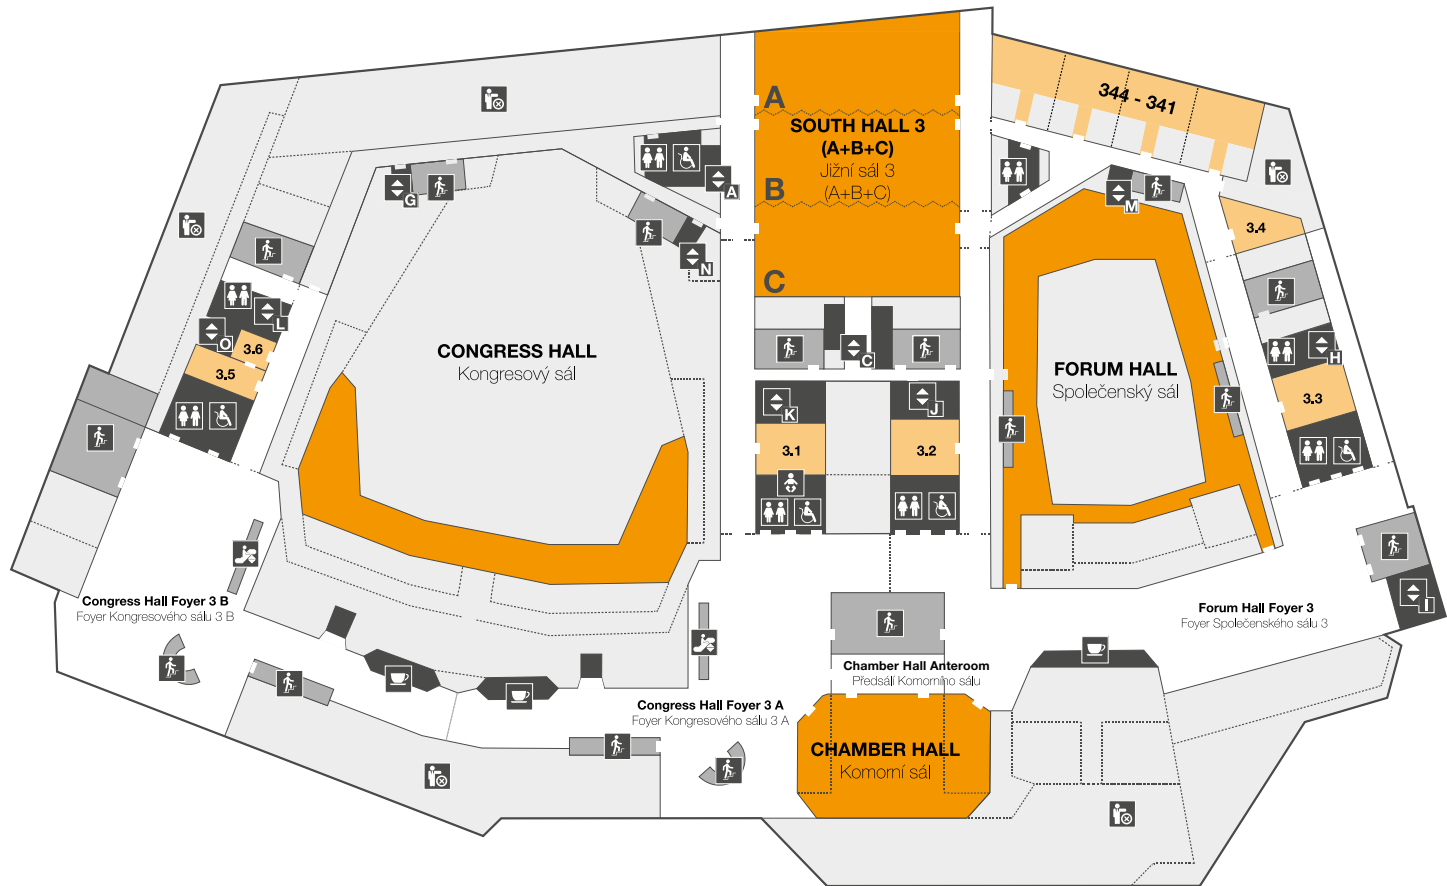 A
SOUTH HALL 3
(A+B+C)
Jižní sál 3
(A+B+C)
B
C
344 - 341
A
G
N
M
3.4
L
O
3.6
3.5
CONGRESS HALL
Kongresový sál
C
FORUM HALL
Společenský sál
H
3.3
K
J
3.1
3.2
I
Congress Hall Foyer 3 B
Foyer Kongresového sálu 3 B
Forum Hall Foyer 3
Foyer Společenského sálu 3
Chamber Hall Anteroom
Předsálí Komorního sálu
Congress Hall Foyer 3 A
Foyer Kongresového sálu 3 A
CHAMBER HALL
Komorní sál